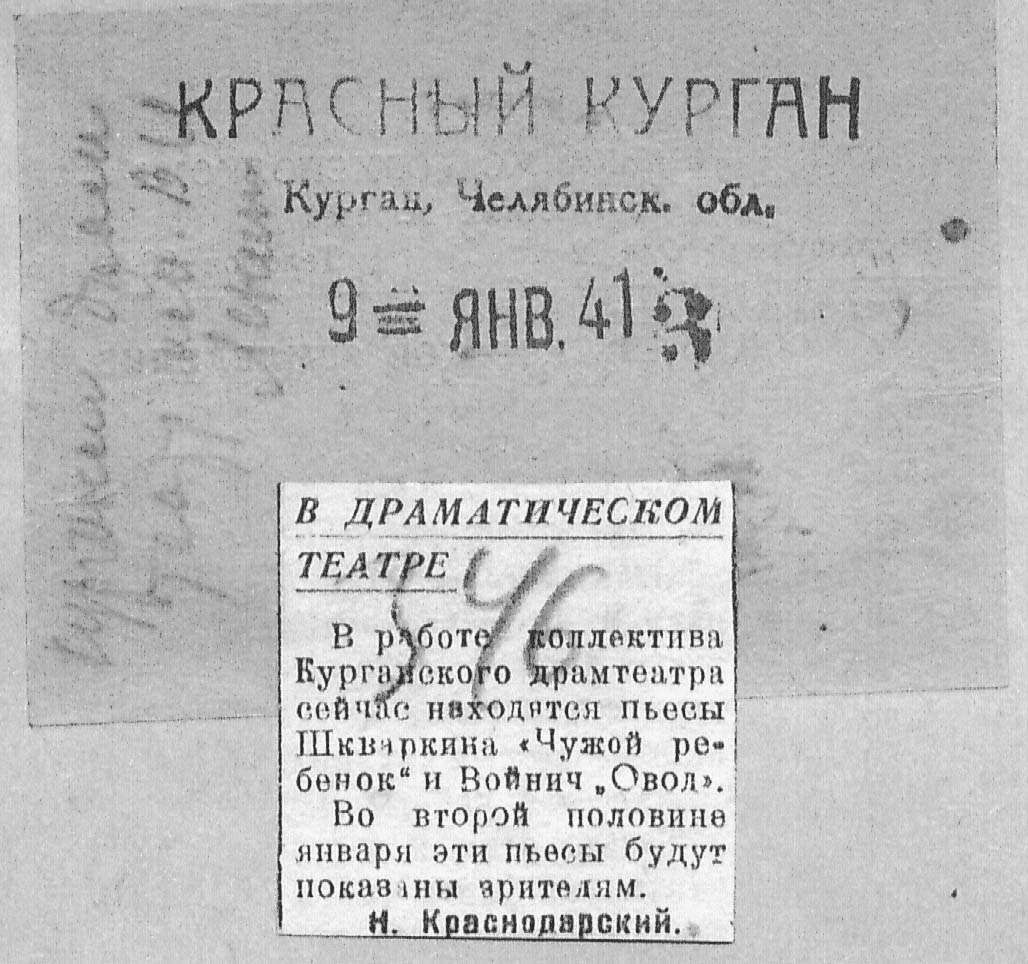 КРАСНЫЙ КУРГАН
Курган, Челябинск. обл.
9 ЯНВ. 41
В ДРАМАТИЧЕСКОМ
ТЕАТРЕ
546
В работе коллектива
Курганского драмтеатра
сейчас находятся пьесы
Шкваркина «Чужой ре-
бенок“ и Войнич „Овод».
Во второй половине
января эти пьесы будут
показаны зрителям.
Н. Краснодарский.